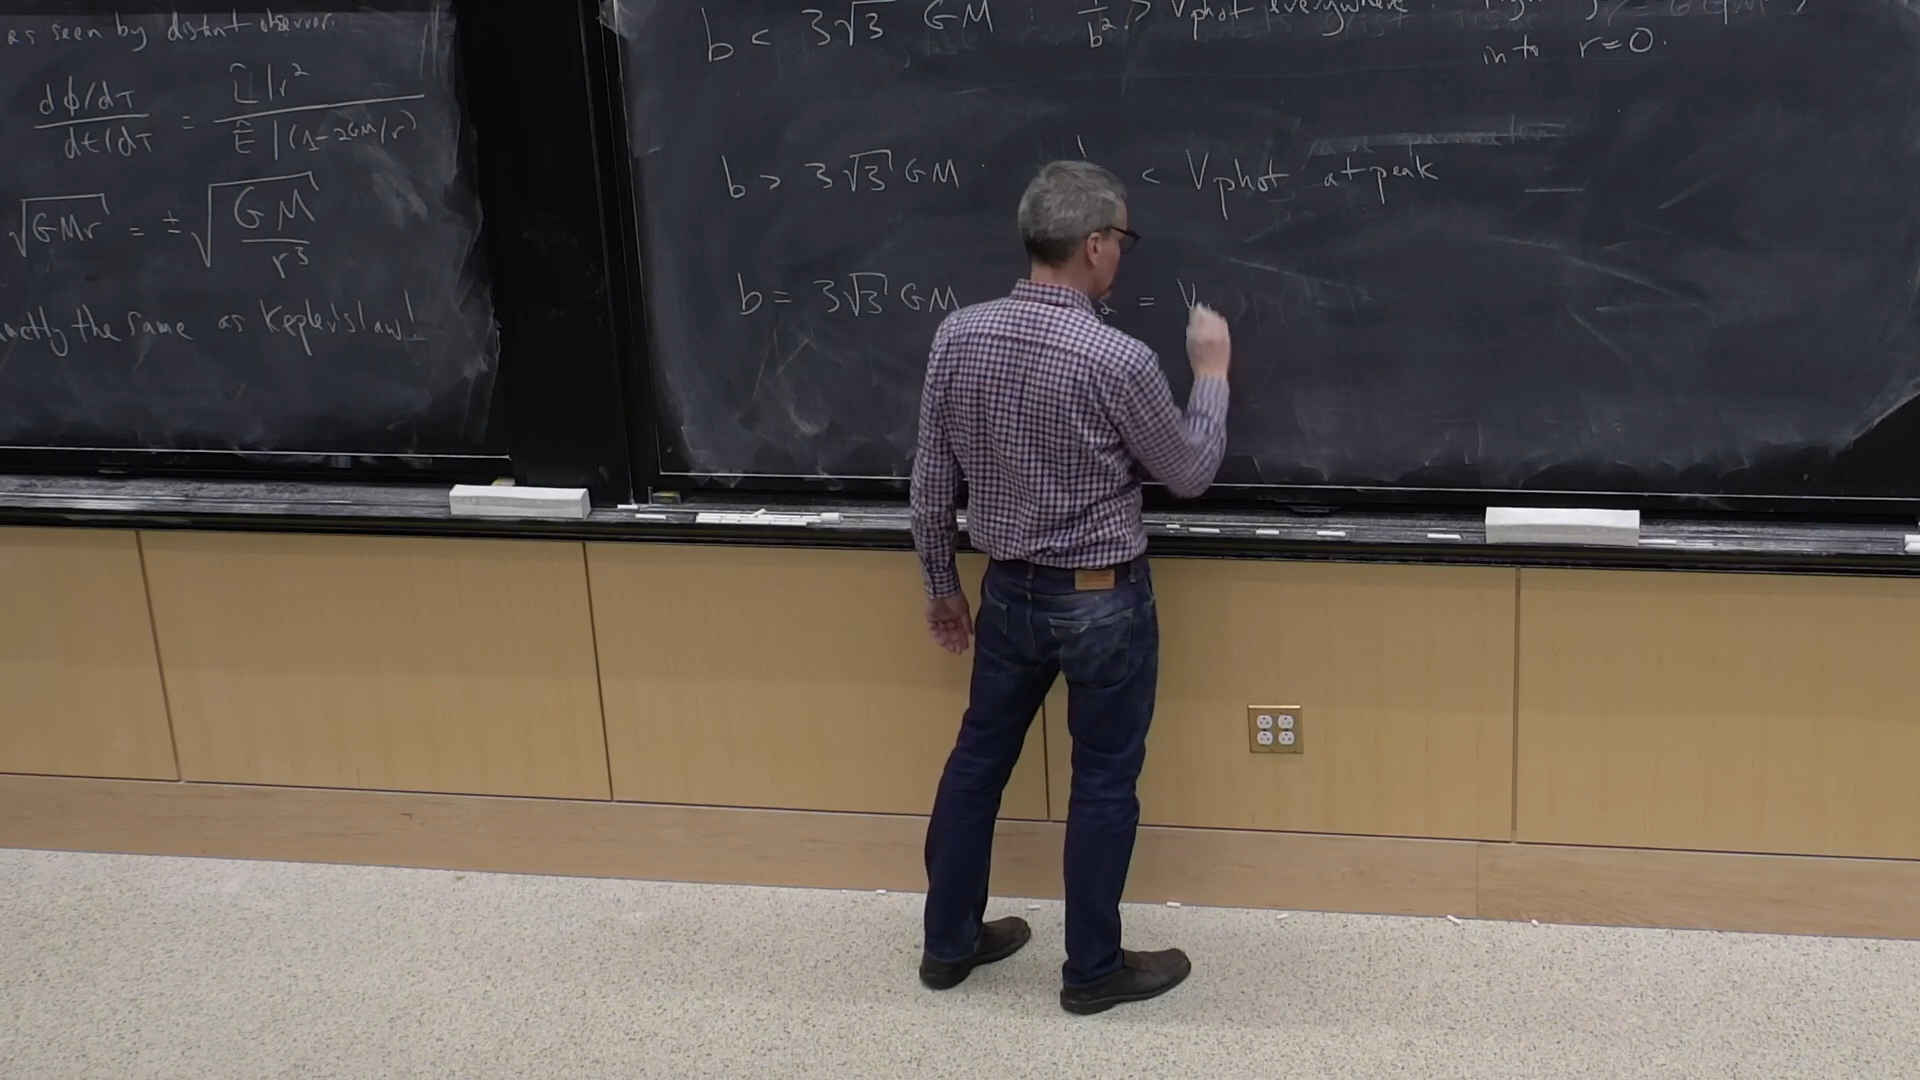 as seen by distant observer.
dϕ/dτ / dt/dτ = L̂/r² / Ê/(1-2GM/r)
√GMr = ± √GM/r³
exactly the same as Kepler's law!
b < 3√3 GM : 1/b² > Vphot everywhere.
into r=0.
b > 3√3 GM . 1 < Vphot at peak
b = 3√3 GM = V